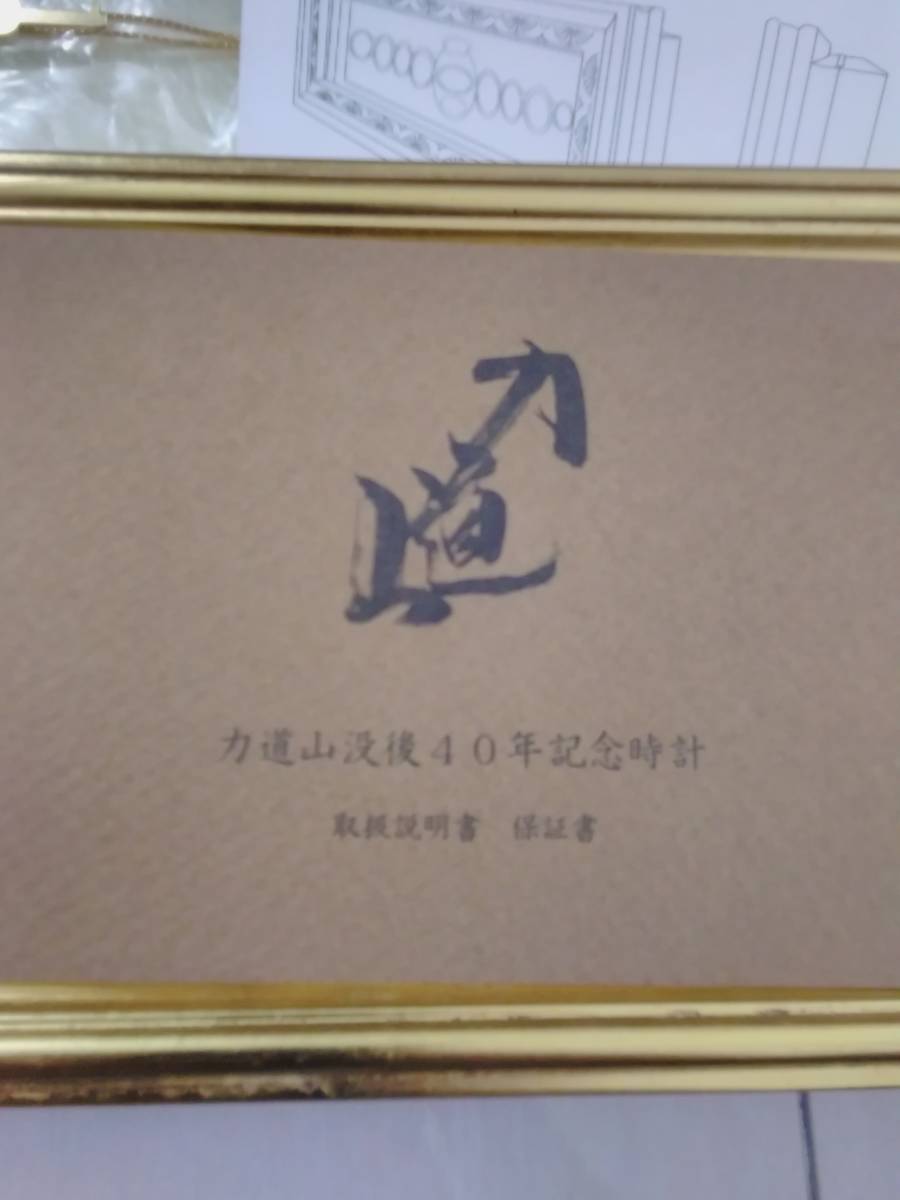 力道山
力道山没後４０年記念時計
取扱説明書　保証書